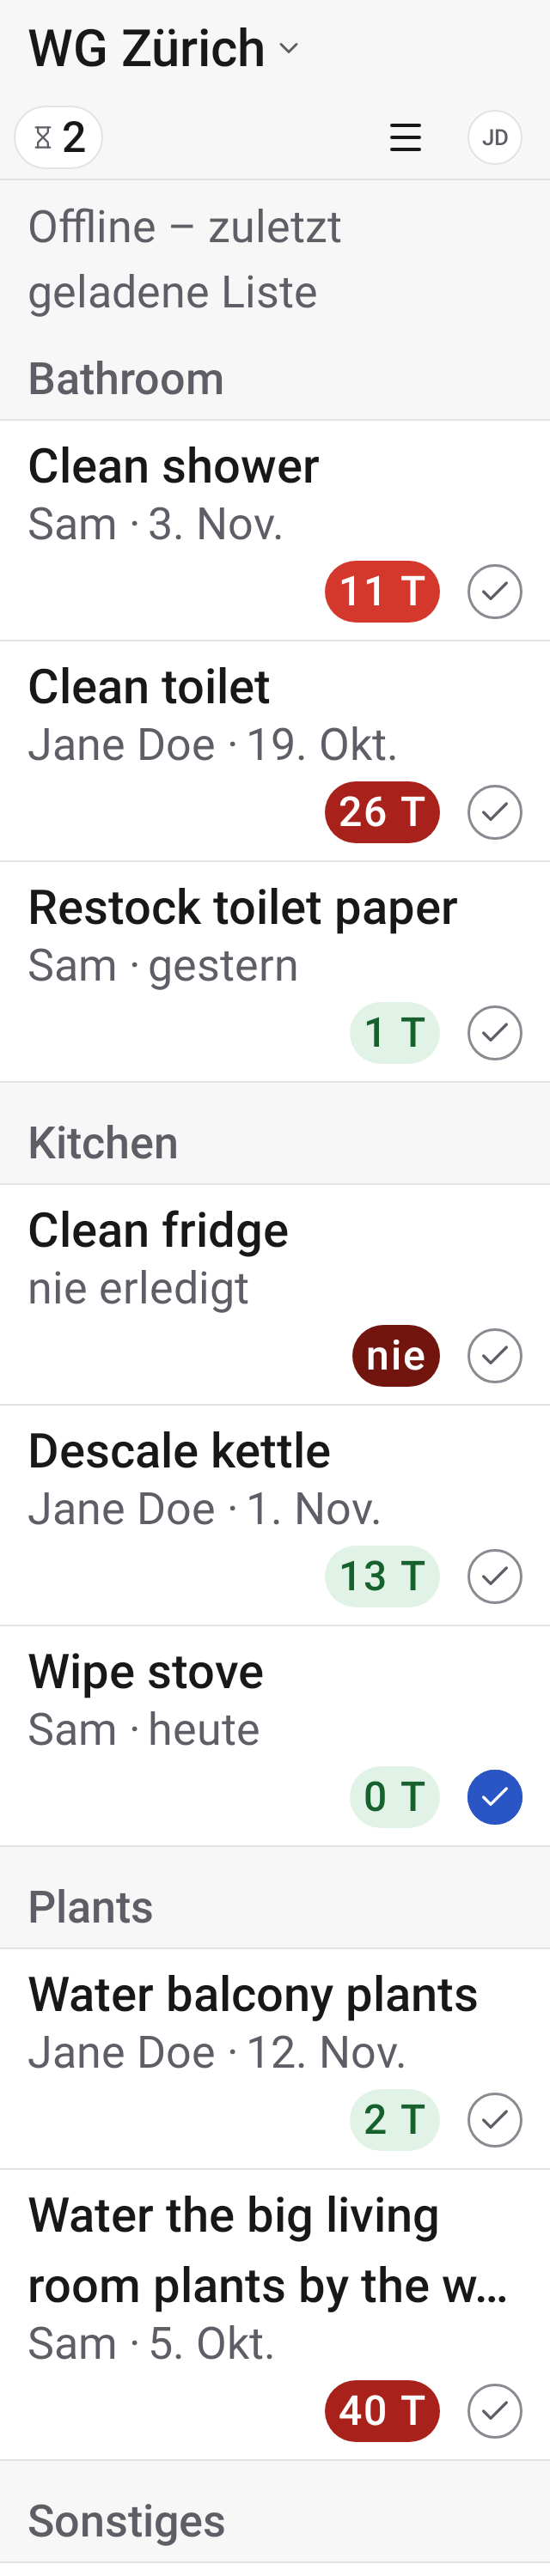 WG Zürich
2
JD
Offline – zuletzt
geladene Liste
Bathroom
Clean shower
Sam · 3. Nov.
11 T
Clean toilet
Jane Doe · 19. Okt.
26 T
Restock toilet paper
Sam · gestern
1 T
Kitchen
Clean fridge
nie erledigt
nie
Descale kettle
Jane Doe · 1. Nov.
13 T
Wipe stove
Sam · heute
0 T
Plants
Water balcony plants
Jane Doe · 12. Nov.
2 T
Water the big living
room plants by the w…
Sam · 5. Okt.
40 T
Sonstiges